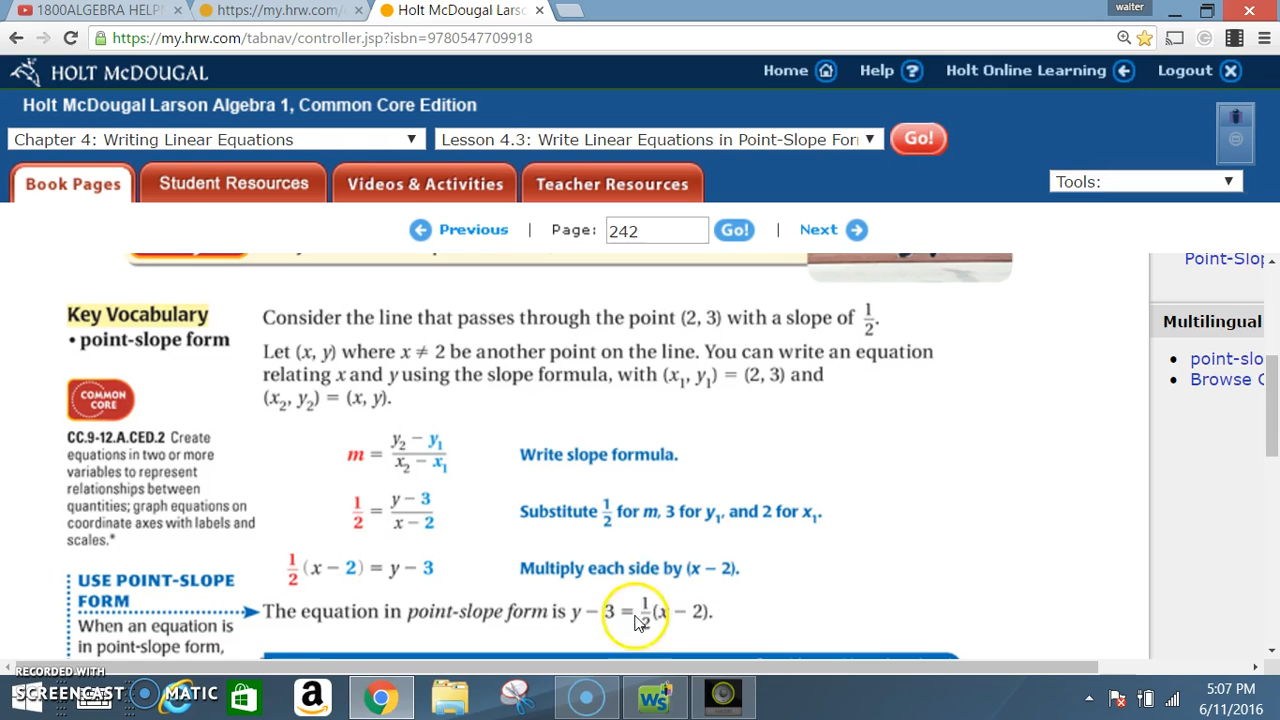 1800ALGEBRA HELP
https://my.hrw.com/
Holt McDougal Lars
walter
https://my.hrw.com/tabnav/controller.jsp?isbn=9780547709918
HOLT MCDOUGAL
Home Help ? Holt Online Learning Logout
Holt McDougal Larson Algebra 1, Common Core Edition
Chapter 4: Writing Linear Equations
Lesson 4.3: Write Linear Equations in Point-Slope For
Go!
Book Pages Student Resources Videos & Activities Teacher Resources
Tools:
Previous | Page: 242 Go! | Next
Point-Slop
Key Vocabulary
• point-slope form
COMMON
CORE
CC.9-12.A.CED.2 Create
equations in two or more
variables to represent
relationships between
quantities; graph equations on
coordinate axes with labels and
scales.*
USE POINT-SLOPE
FORM
When an equation is
in point-slope form,
Consider the line that passes through the point (2, 3) with a slope of 1/2.
Let (x, y) where x ≠ 2 be another point on the line. You can write an equation
relating x and y using the slope formula, with (x₁, y₁) = (2, 3) and
(x₂, y₂) = (x, y).
m = (y₂ − y₁)/(x₂ − x₁) Write slope formula.
1/2 = (y − 3)/(x − 2) Substitute 1/2 for m, 3 for y₁, and 2 for x₁.
1/2 (x − 2) = y − 3 Multiply each side by (x − 2).
The equation in point-slope form is y − 3 = 1/2(x − 2).
Multilingual
• point-slo
• Browse
RECORDED WITH
SCREENCAST MATIC
5:07 PM
6/11/2016